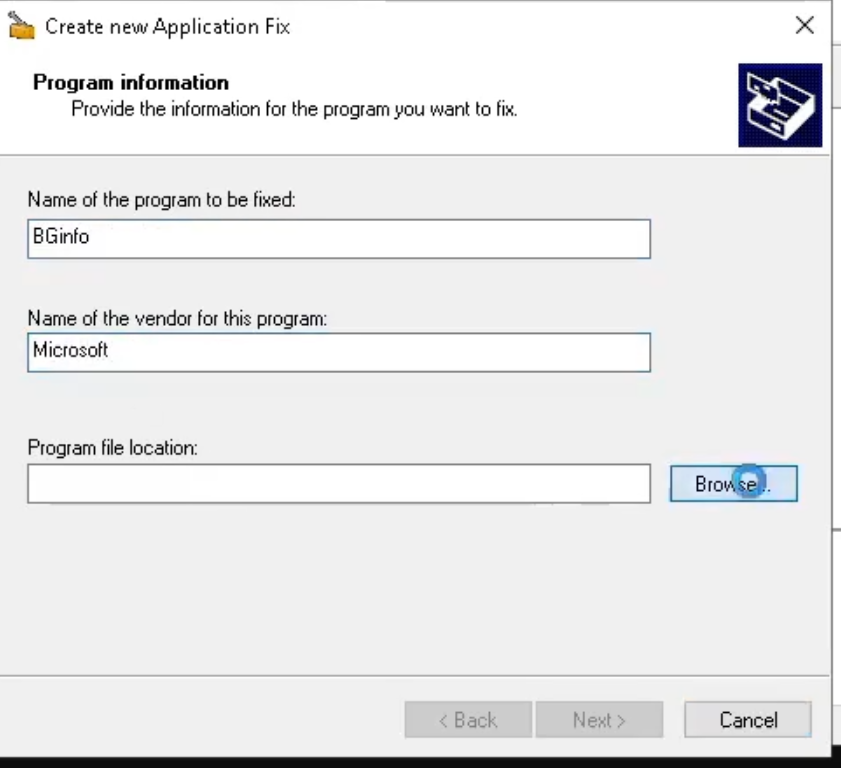 Create new Application Fix
Program information
Provide the information for the program you want to fix.
Name of the program to be fixed:
BGinfo
Name of the vendor for this program:
Microsoft
Program file location:
Browse...
< Back
Next >
Cancel